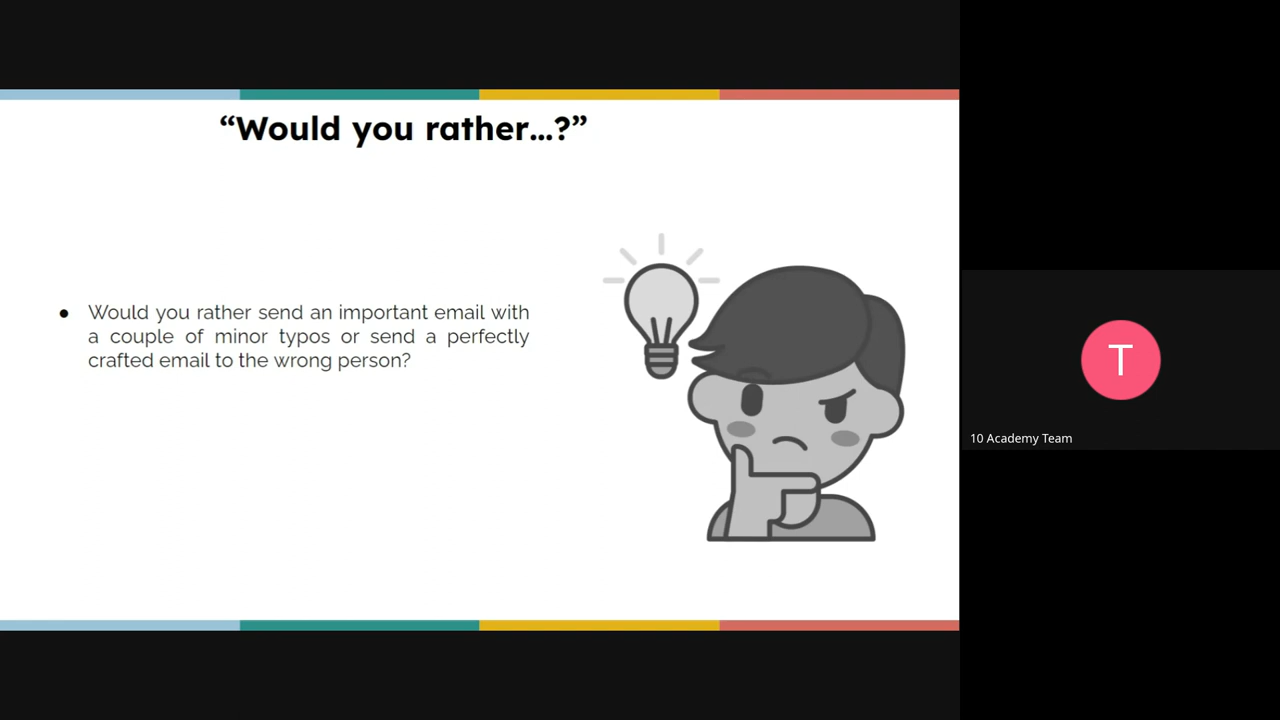 “Would you rather...?”
● Would you rather send an important email with
a couple of minor typos or send a perfectly
crafted email to the wrong person?
T
10 Academy Team